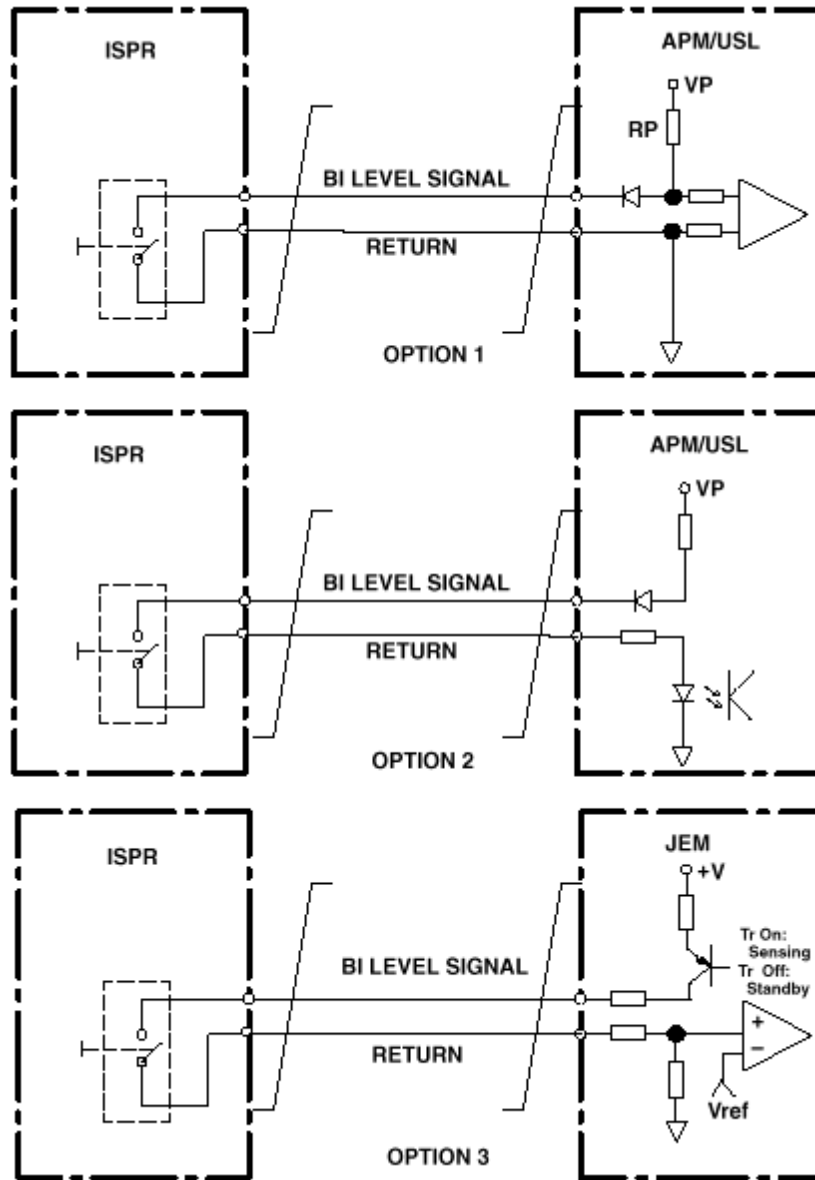 ISPR
APM/USL
VP
RP
BI LEVEL SIGNAL
RETURN
OPTION 1
ISPR
APM/USL
VP
BI LEVEL SIGNAL
RETURN
OPTION 2
ISPR
JEM
+V
Tr On:
Sensing
Tr Off:
Standby
BI LEVEL SIGNAL
+
−
RETURN
Vref
OPTION 3